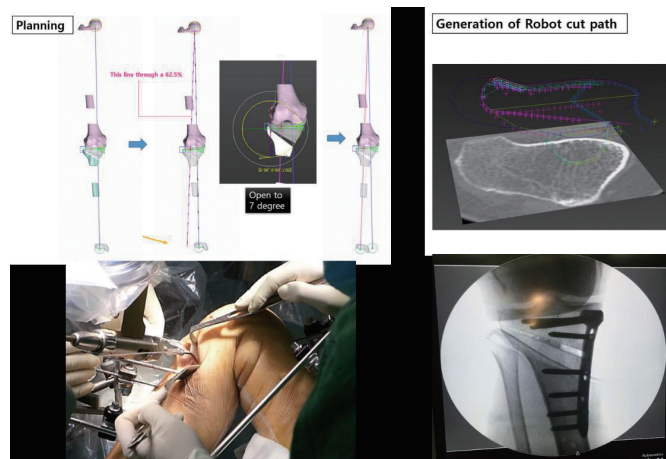 Planning
Generation of Robot cut path
This line through a 62.5%
Open to
7 degree